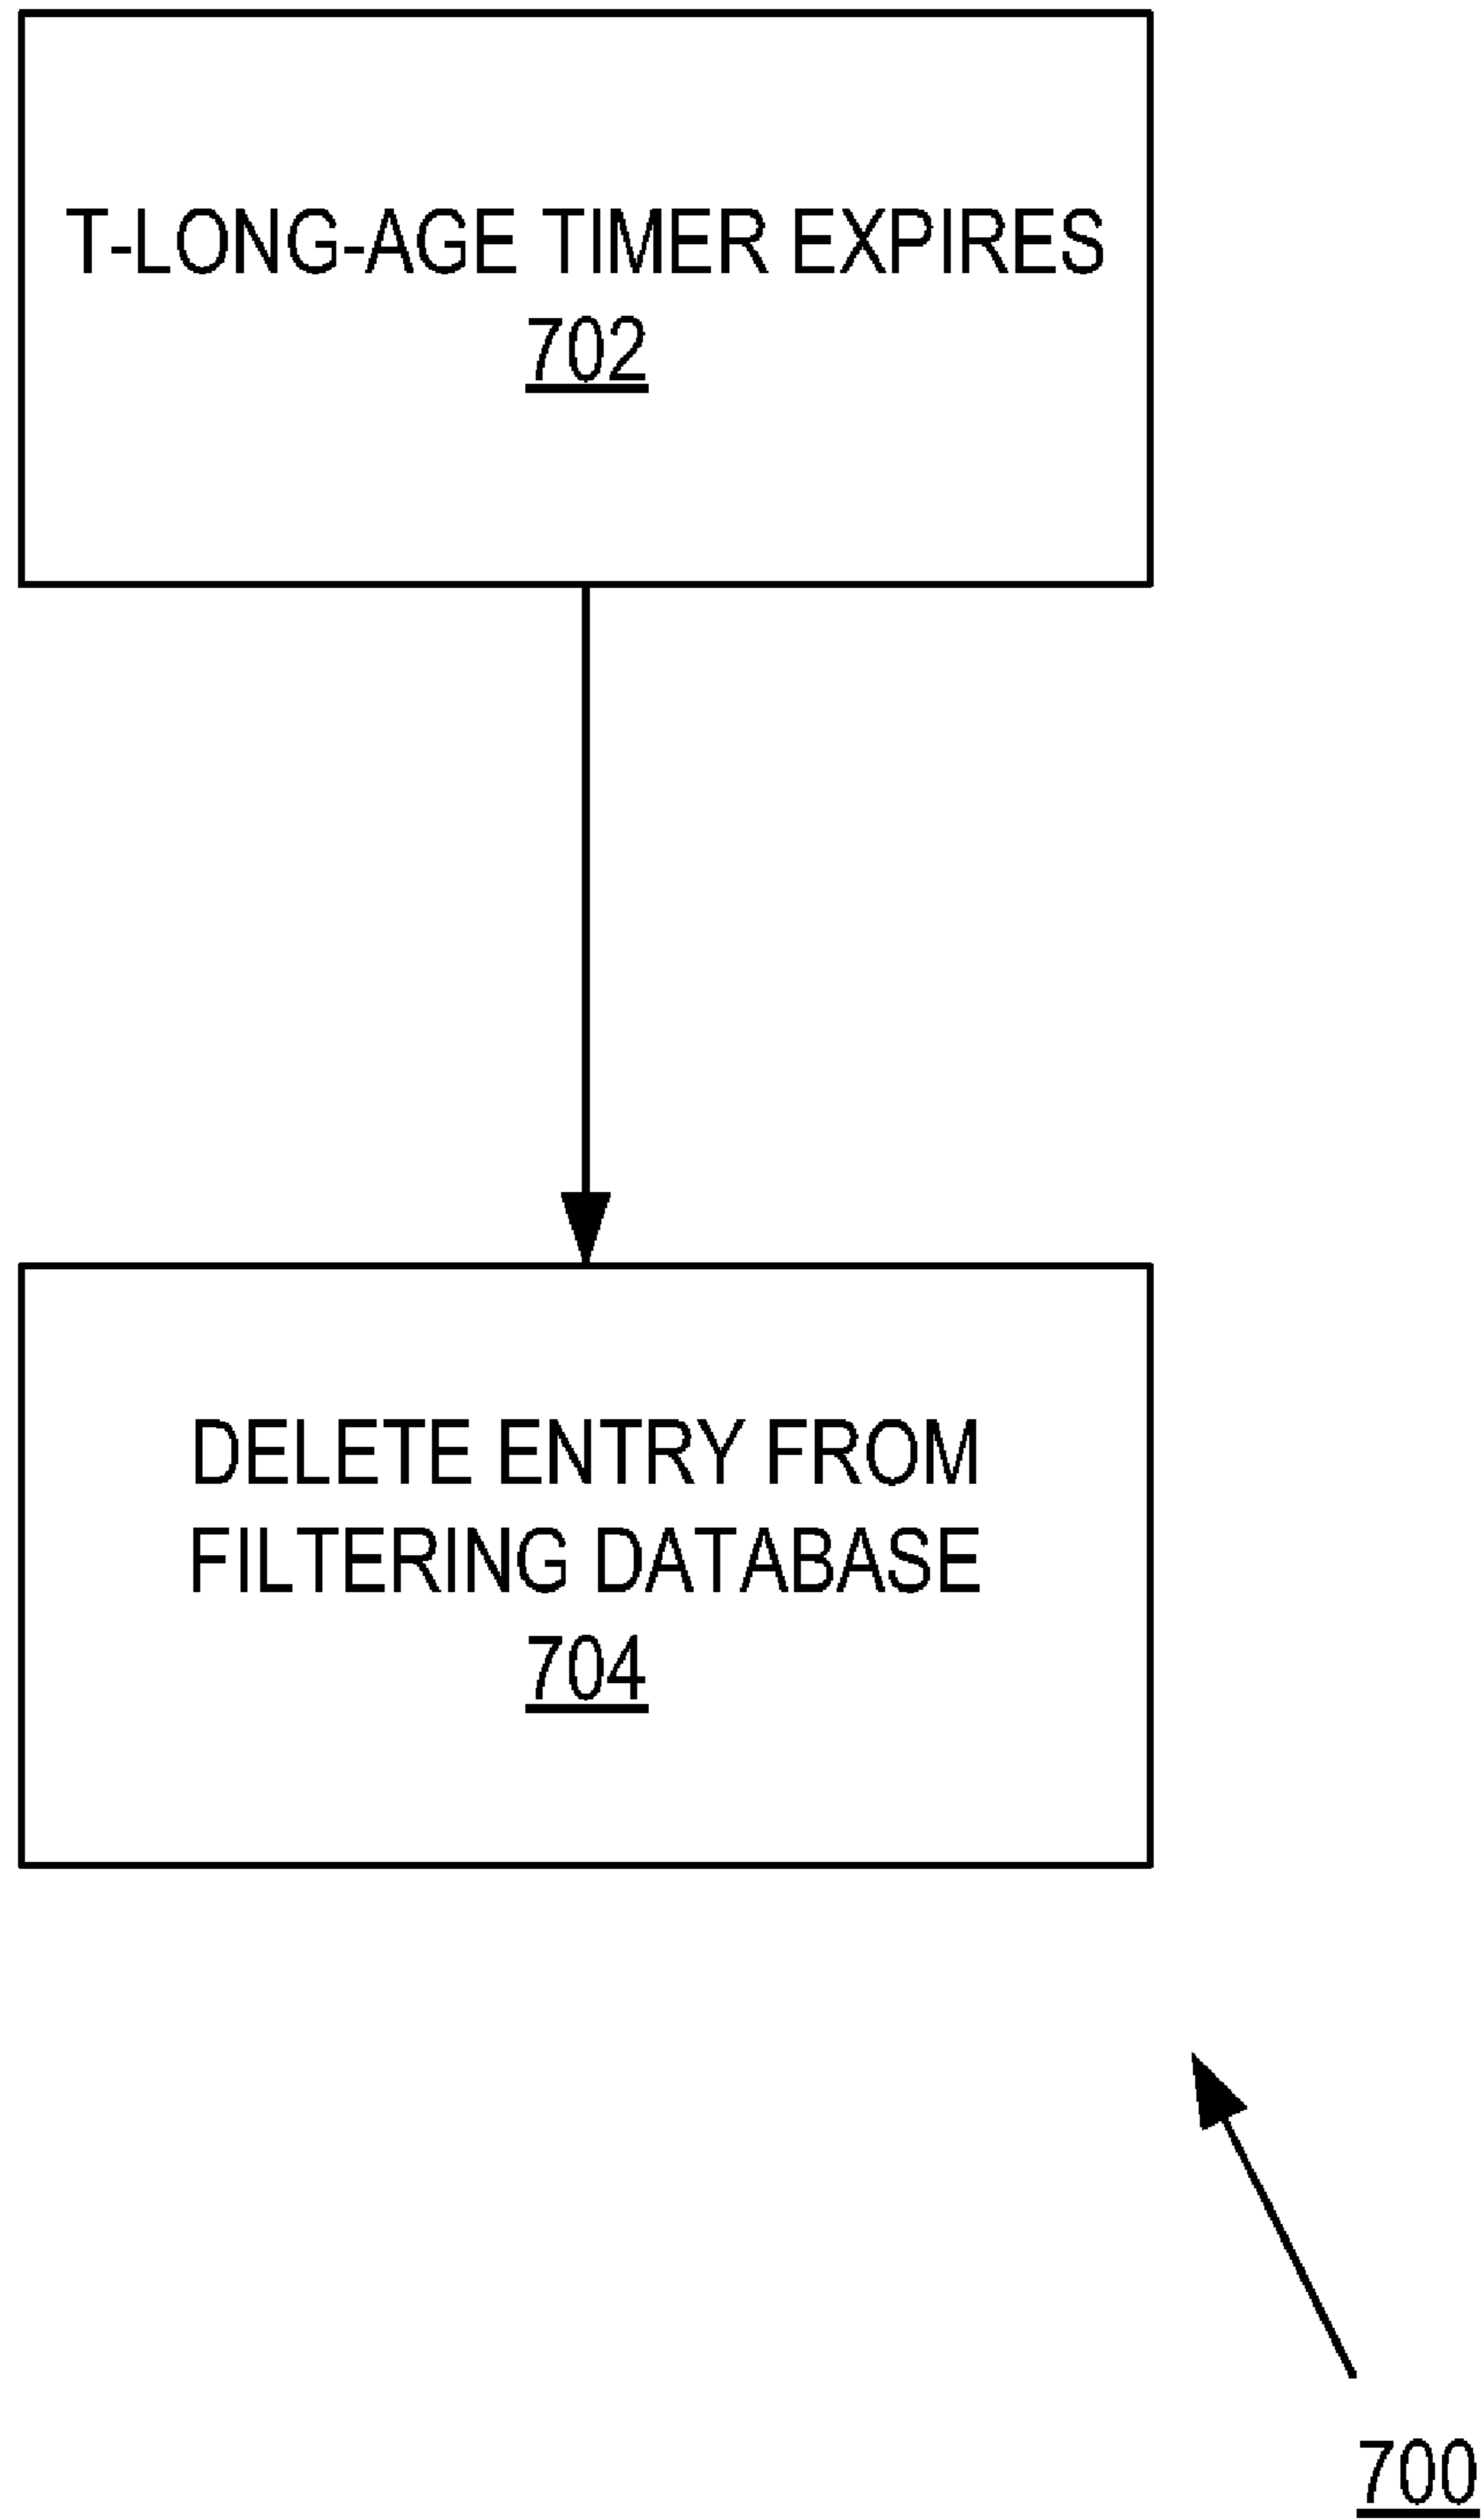 T-LONG-AGE TIMER EXPIRES
702
DELETE ENTRY FROM
FILTERING DATABASE
704
700